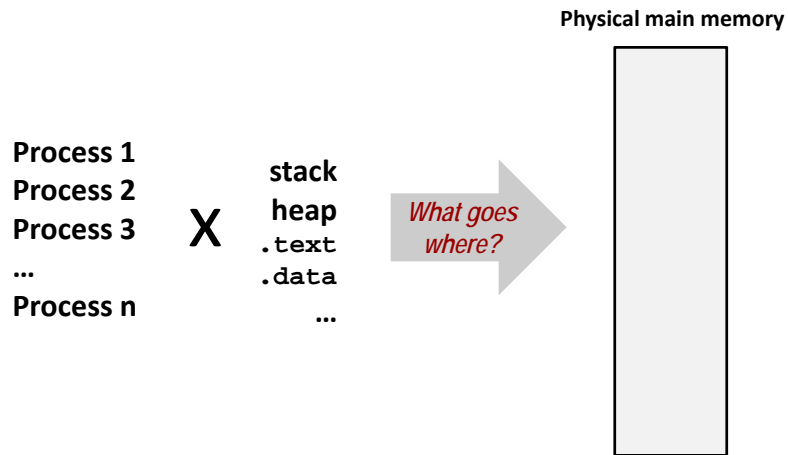 Physical main memory
Process 1
Process 2
Process 3
…
Process n
X
stack
heap
.text
.data
…
What goes
where?